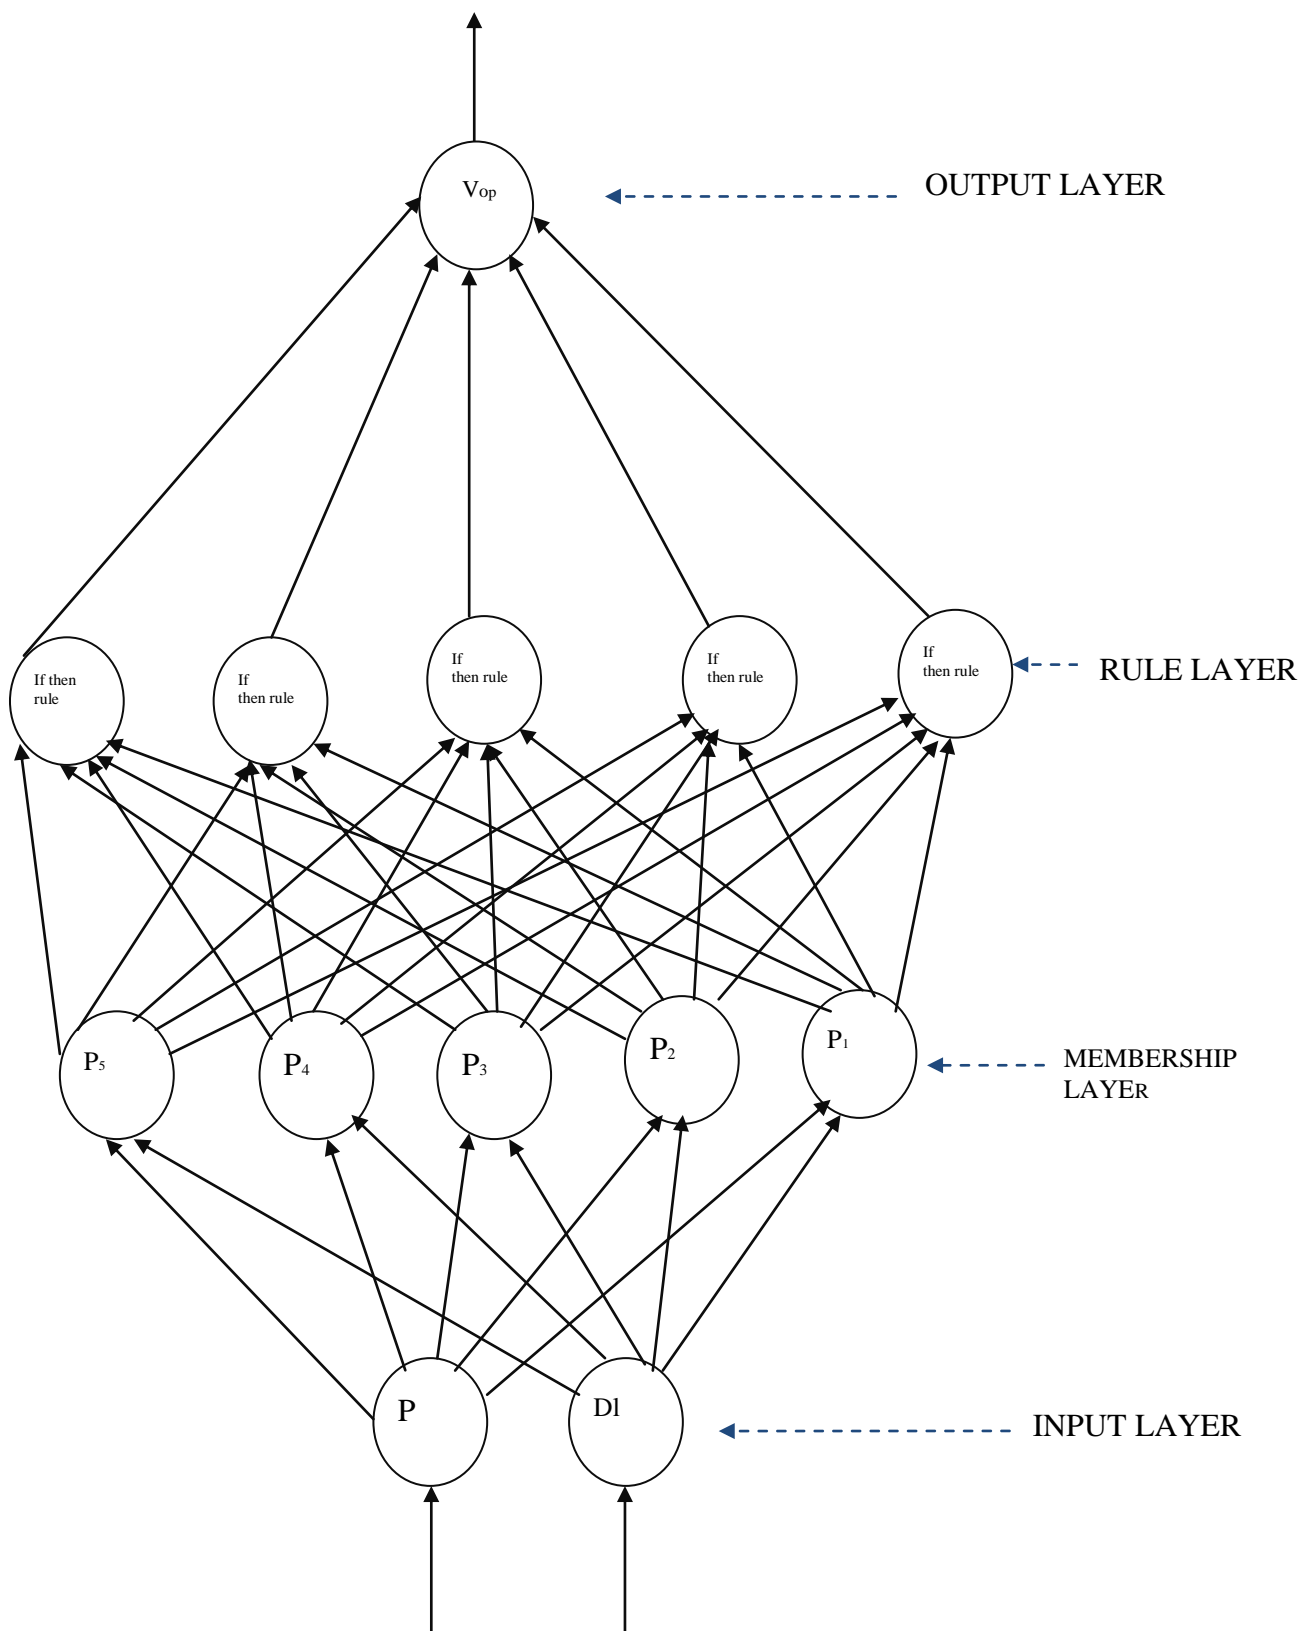 Vop
OUTPUT LAYER
If then
rule
If
then rule
If
then rule
If
then rule
If
then rule
RULE LAYER
P5
P4
P3
P2
P1
MEMBERSHIP
LAYER
P
Dl
INPUT LAYER